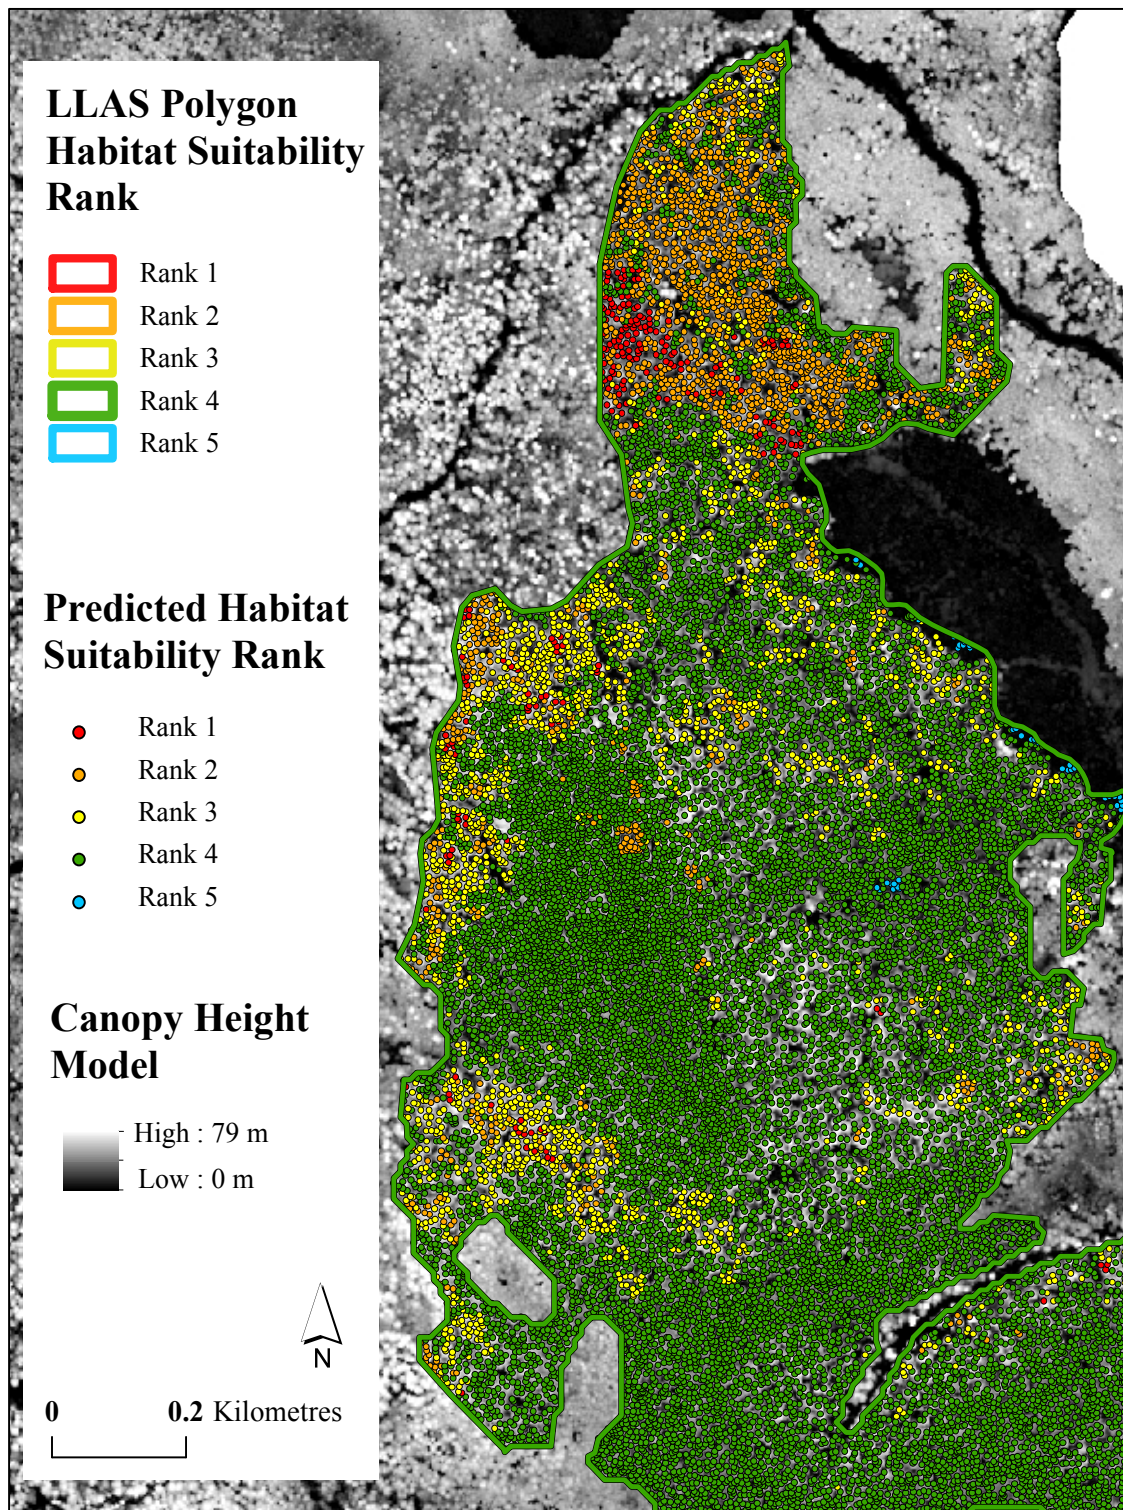 LLAS Polygon
Habitat Suitability
Rank
Rank 1
Rank 2
Rank 3
Rank 4
Rank 5
Predicted Habitat
Suitability Rank
Rank 1
Rank 2
Rank 3
Rank 4
Rank 5
Canopy Height
Model
High : 79 m
Low : 0 m
N
0 0.2 Kilometres